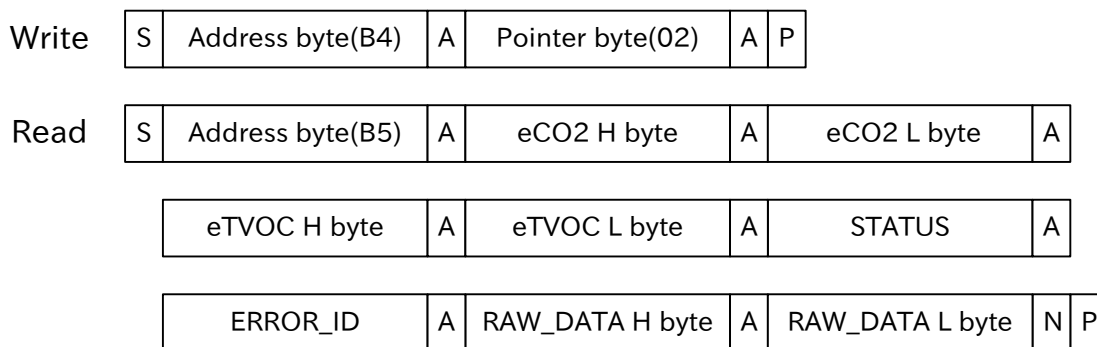 Write S Address byte(B4) A Pointer byte(02) A P
Read S Address byte(B5) A eCO2 H byte A eCO2 L byte A
eTVOC H byte A eTVOC L byte A STATUS A
ERROR_ID A RAW_DATA H byte A RAW_DATA L byte N P